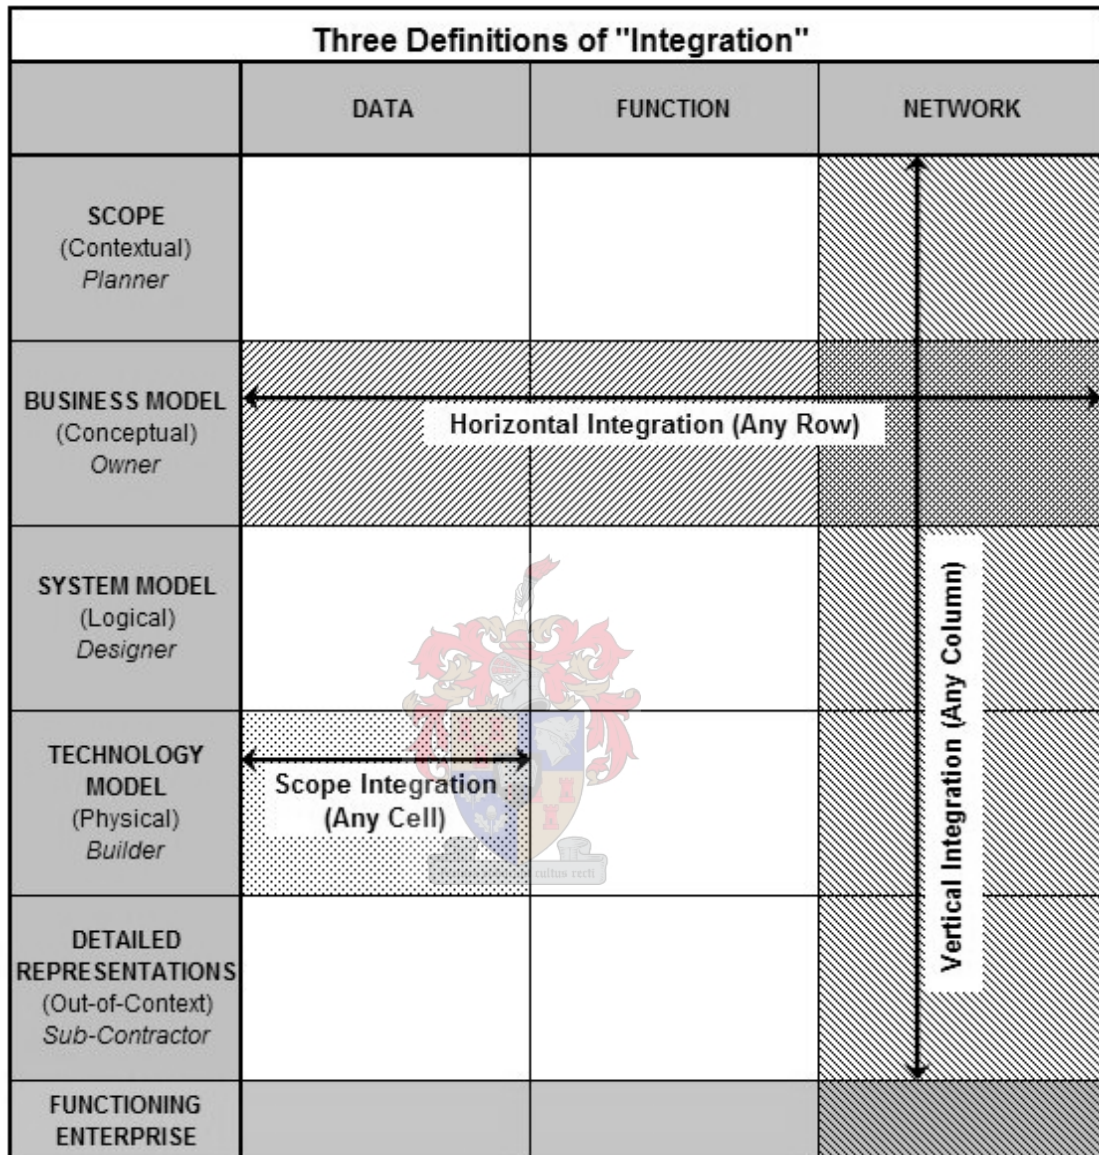 Three Definitions of "Integration"
DATA
FUNCTION
NETWORK
SCOPE
(Contextual)
Planner
BUSINESS MODEL
(Conceptual)
Owner
Horizontal Integration (Any Row)
SYSTEM MODEL
(Logical)
Designer
TECHNOLOGY
MODEL
(Physical)
Builder
Scope Integration
(Any Cell)
cultus recti
Vertical Integration (Any Column)
DETAILED
REPRESENTATIONS
(Out-of-Context)
Sub-Contractor
FUNCTIONING
ENTERPRISE